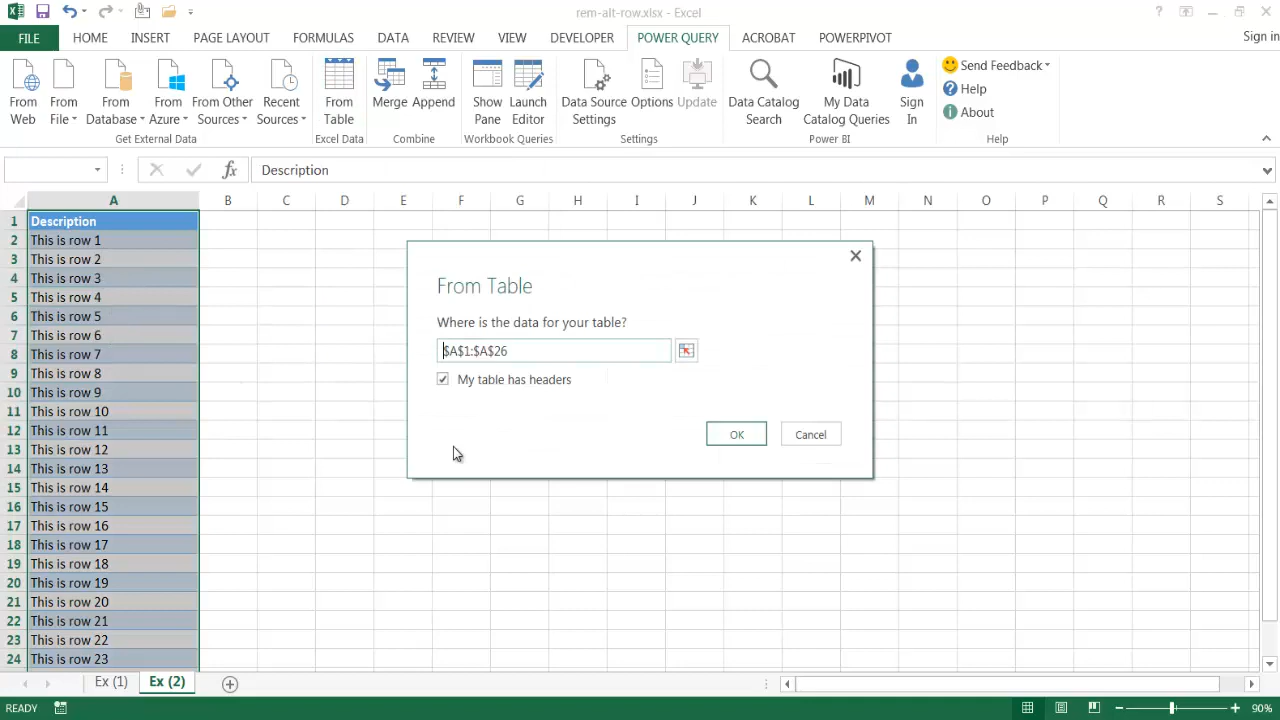 rem-alt-row.xlsx - Excel
FILE HOME INSERT PAGE LAYOUT FORMULAS DATA REVIEW VIEW DEVELOPER POWER QUERY ACROBAT POWERPIVOT Sign in
From Web
From File
From Database
From Azure
From Other Sources
Recent Sources
Get External Data
From Table
Excel Data
Merge
Append
Combine
Show Pane
Launch Editor
Workbook Queries
Data Source Settings
Options
Update
Settings
Data Catalog Search
My Data Catalog Queries
Sign In
Power BI
Send Feedback
Help
About
Help
fx Description
A B C D E F G H I J K L M N O P Q R S
1 Description
2 This is row 1
3 This is row 2
4 This is row 3
5 This is row 4
6 This is row 5
7 This is row 6
8 This is row 7
9 This is row 8
10 This is row 9
11 This is row 10
12 This is row 11
13 This is row 12
14 This is row 13
15 This is row 14
16 This is row 15
17 This is row 16
18 This is row 17
19 This is row 18
20 This is row 19
21 This is row 20
22 This is row 21
23 This is row 22
24 This is row 23
From Table
Where is the data for your table?
$A$1:$A$26
My table has headers
OK Cancel
Ex (1) Ex (2)
READY 90%